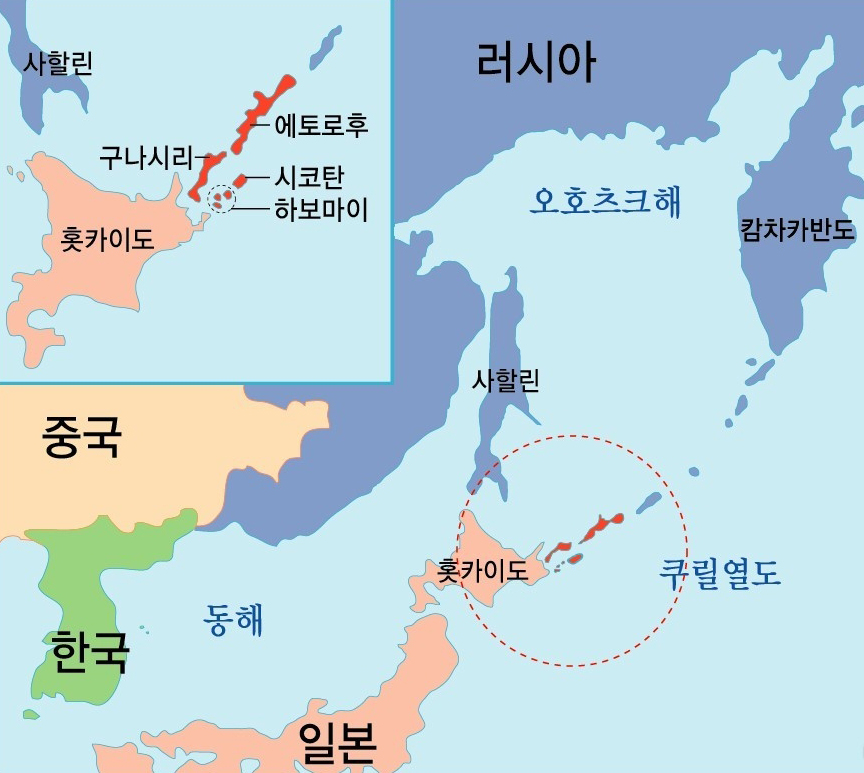 사할린
에토로후
구나시리
시코탄
하보마이
홋카이도
러시아
오호츠크해
캄차카반도
사할린
중국
홋카이도
쿠릴열도
동해
한국
일본